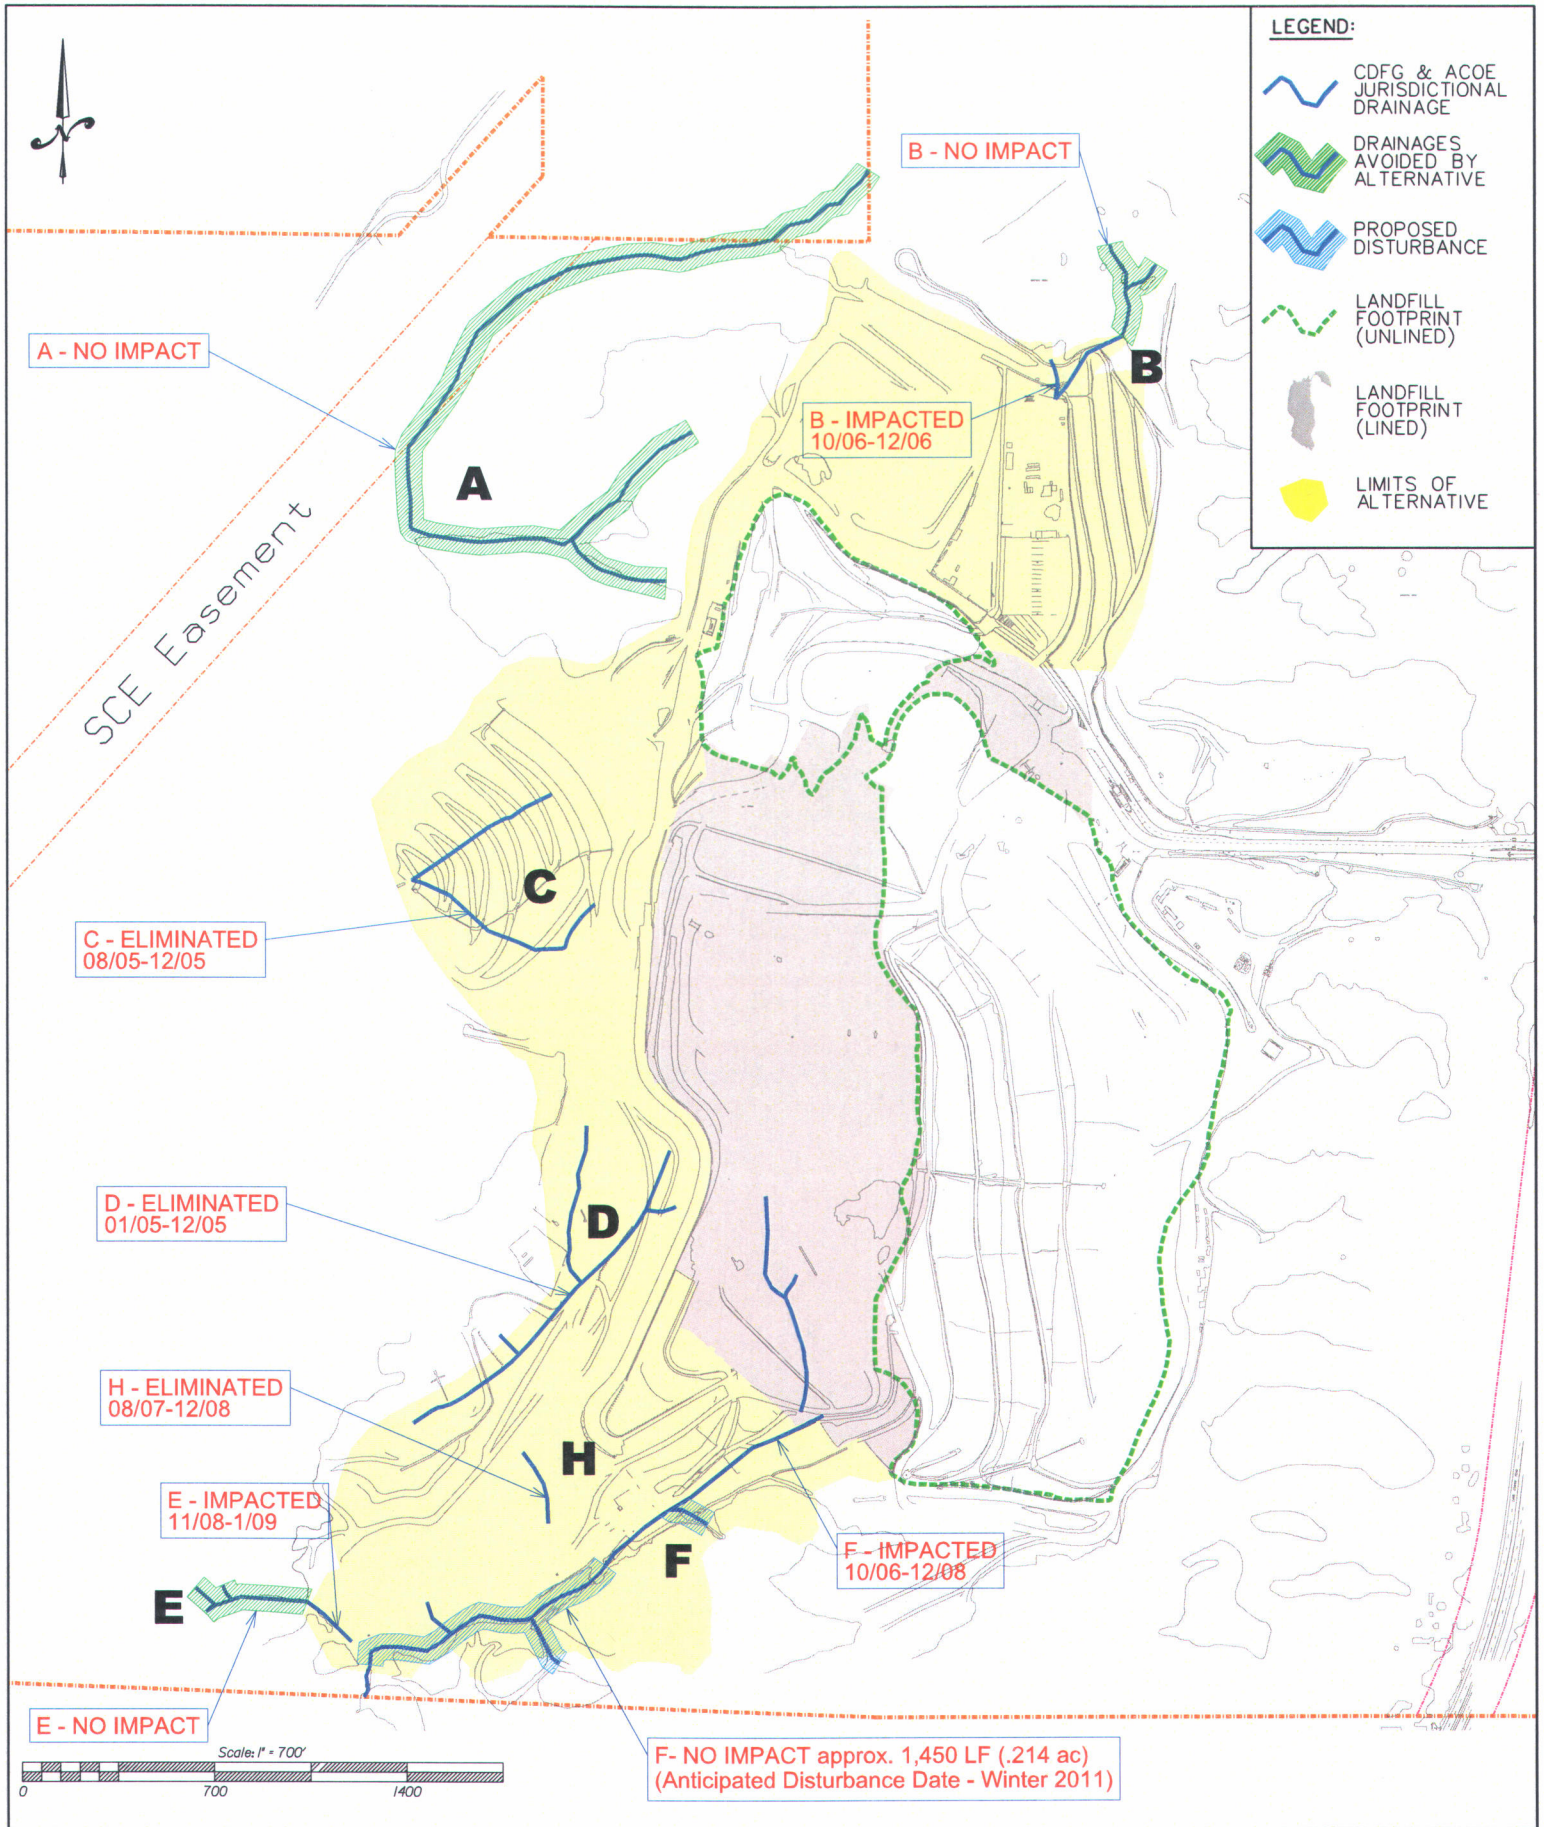 LEGEND:
CDFG & ACOE
JURISDICTIONAL
DRAINAGE
DRAINAGES
AVOIDED BY
ALTERNATIVE
PROPOSED
DISTURBANCE
LANDFILL
FOOTPRINT
(UNLINED)
LANDFILL
FOOTPRINT
(LINED)
LIMITS OF
ALTERNATIVE
N
B - NO IMPACT
A - NO IMPACT
B
B - IMPACTED
10/06-12/06
A
SCE Easement
C
C - ELIMINATED
08/05-12/05
D - ELIMINATED
01/05-12/05
D
H - ELIMINATED
08/07-12/08
H
E - IMPACTED
11/08-1/09
F - IMPACTED
10/06-12/08
F
E
E - NO IMPACT
F- NO IMPACT approx. 1,450 LF (.214 ac)
(Anticipated Disturbance Date - Winter 2011)
Scale: 1" = 700'
0 700 1400